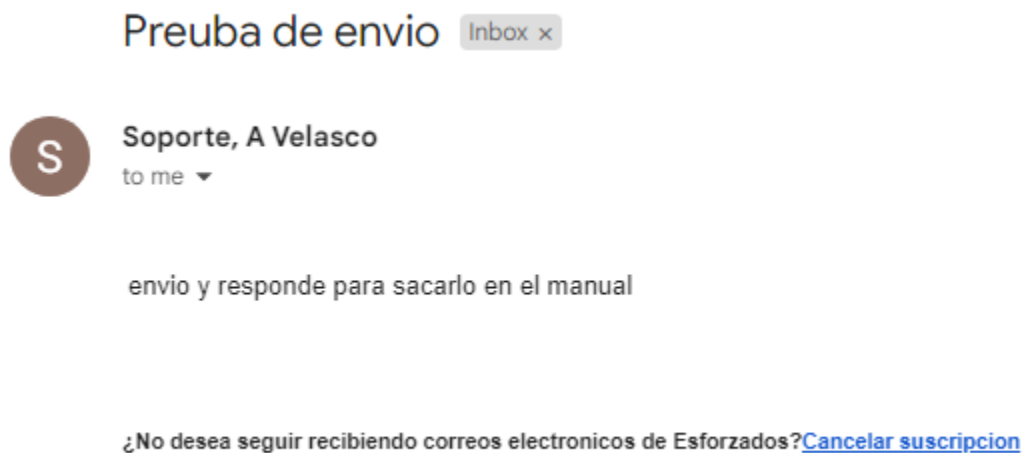 Preuba de envio Inbox ×
S
Soporte, A Velasco
to me
envio y responde para sacarlo en el manual
¿No desea seguir recibiendo correos electronicos de Esforzados?Cancelar suscripcion